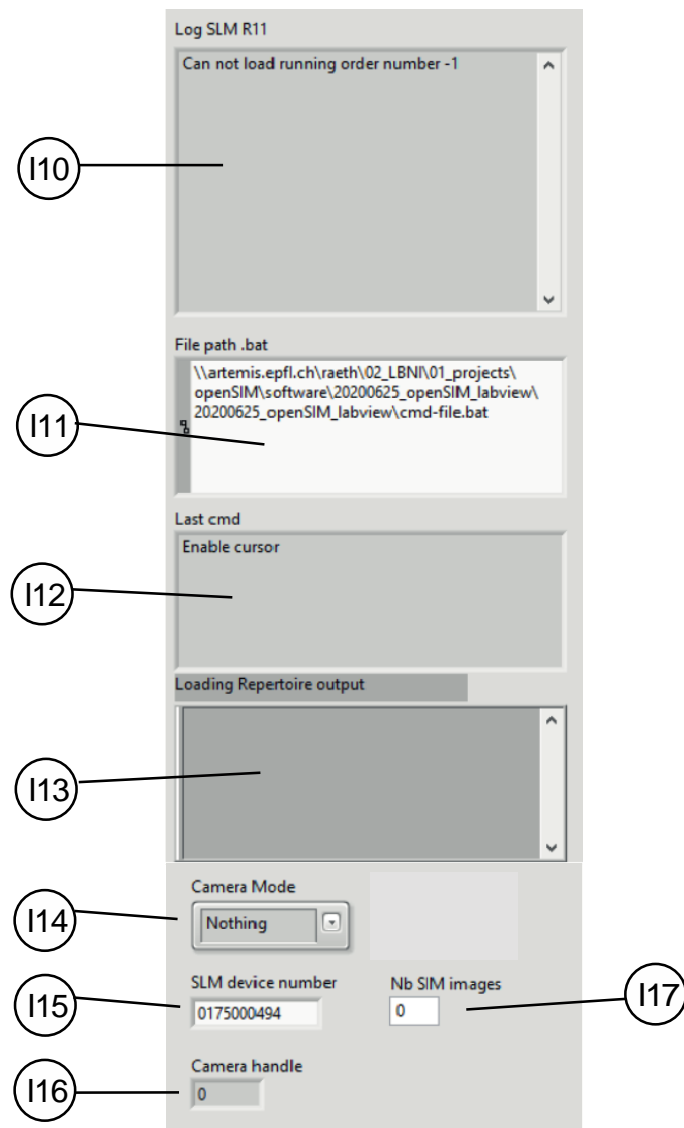 Log SLM R11
Can not load running order number -1
I10
File path .bat
\\artemis.epfl.ch\raeth\02_LBNI\01_projects\
openSIM\software\20200625_openSIM_labview\
20200625_openSIM_labview\cmd-file.bat
I11
Last cmd
Enable cursor
I12
Loading Repertoire output
I13
Camera Mode
I14
Nothing
SLM device number
Nb SIM images
I15
0175000494
0
I17
Camera handle
I16
0